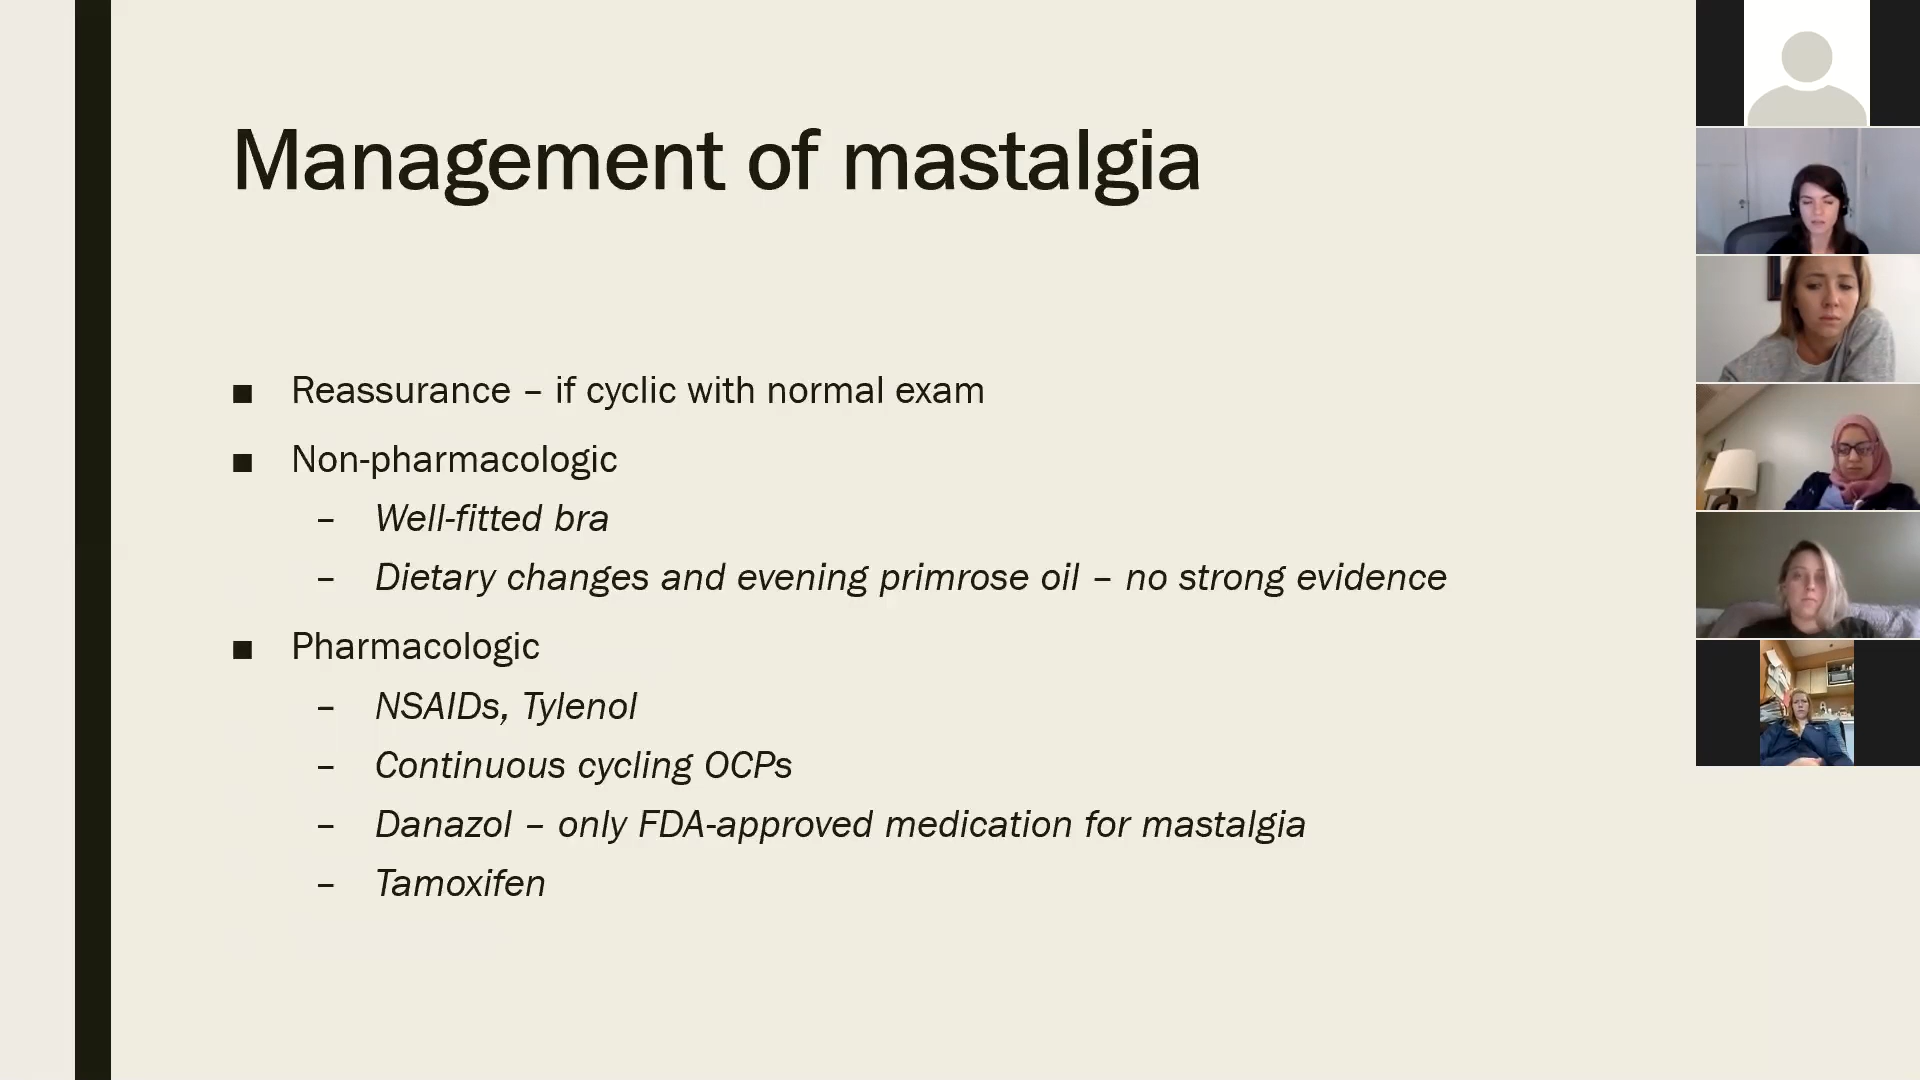 Management of mastalgia
■ Reassurance – if cyclic with normal exam
■ Non-pharmacologic
– Well-fitted bra
– Dietary changes and evening primrose oil – no strong evidence
■ Pharmacologic
– NSAIDs, Tylenol
– Continuous cycling OCPs
– Danazol – only FDA-approved medication for mastalgia
– Tamoxifen